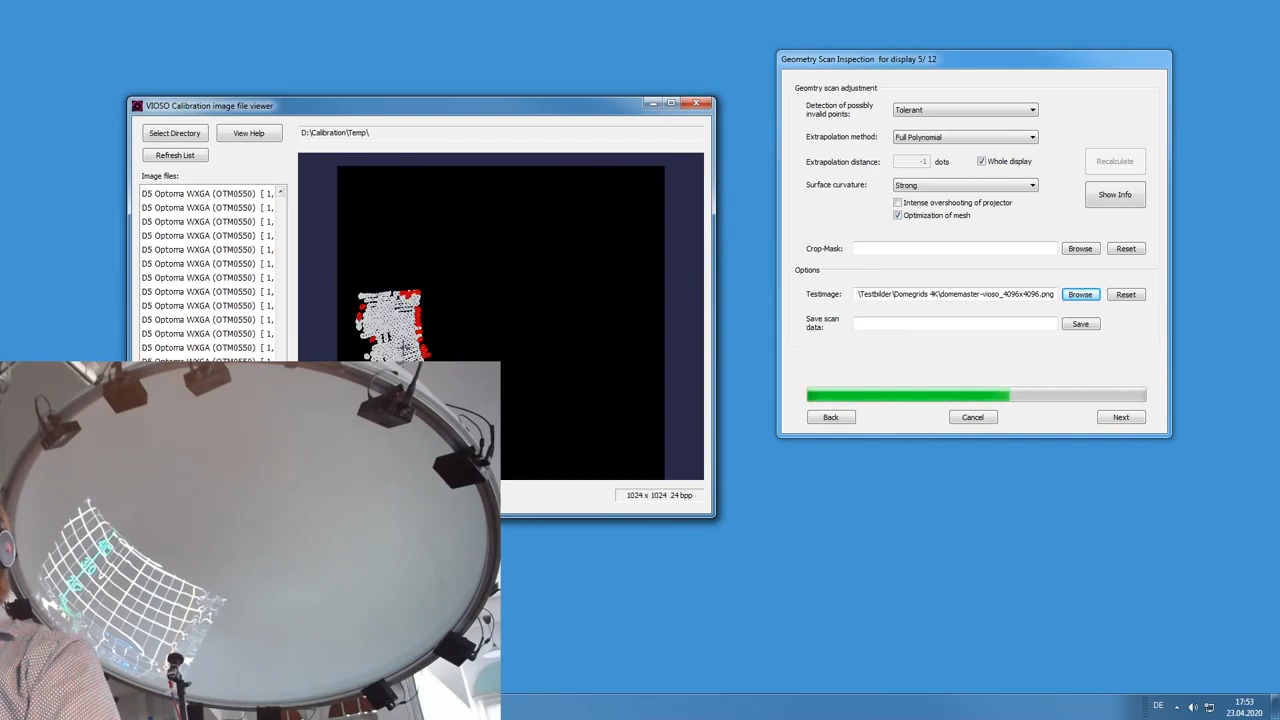 VIOSO Calibration image file viewer
Select Directory
View Help
D:\Calibration\Temp\
Refresh List
Image files:
D5 Optoma WXGA (OTM0550) [ 1,
D5 Optoma WXGA (OTM0550) [ 1,
D5 Optoma WXGA (OTM0550) [ 1,
D5 Optoma WXGA (OTM0550) [ 1,
D5 Optoma WXGA (OTM0550) [ 1,
D5 Optoma WXGA (OTM0550) [ 1,
D5 Optoma WXGA (OTM0550) [ 1,
D5 Optoma WXGA (OTM0550) [ 1,
D5 Optoma WXGA (OTM0550) [ 1,
D5 Optoma WXGA (OTM0550) [ 1,
D5 Optoma WXGA (OTM0550) [ 1,
D5 Optoma WXGA (OTM0550) [ 1,
D5 Optoma WXGA (OTM0550) [ 1,
1024 x 1024 24 bpp
Geometry Scan Inspection for display 5/ 12
Geomtry scan adjustment
Detection of possibly
invalid points:
Tolerant
Extrapolation method:
Full Polynomial
Extrapolation distance:
-1 dots
Whole display
Recalculate
Surface curvature:
Strong
Show Info
Intense overshooting of projector
Optimization of mesh
Crop-Mask:
Browse
Reset
Options
Testimage:
\Testbilder\Domegrids 4K\domemaster-vioso_4096x4096.png
Browse
Reset
Save scan
data:
Save
Back
Cancel
Next
DE
17:53
23.04.2020